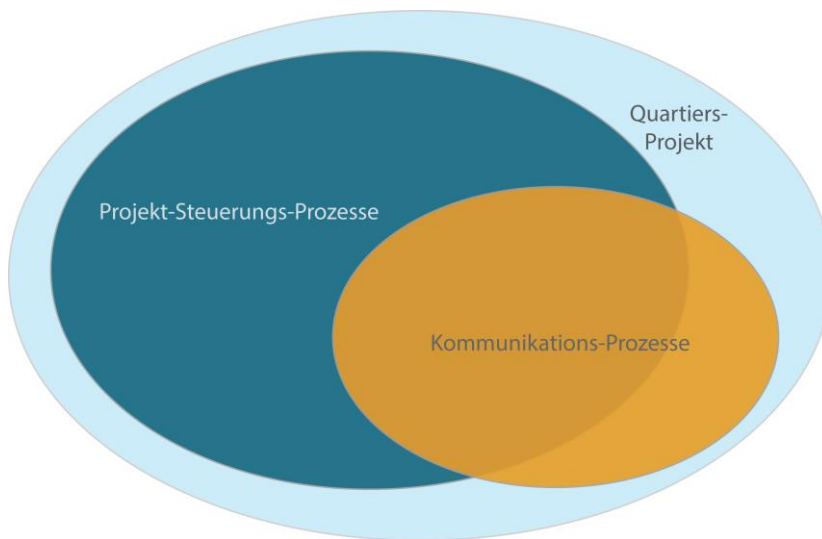 Quartiers-
Projekt
Projekt-Steuerungs-Prozesse
Kommunikations-Prozesse